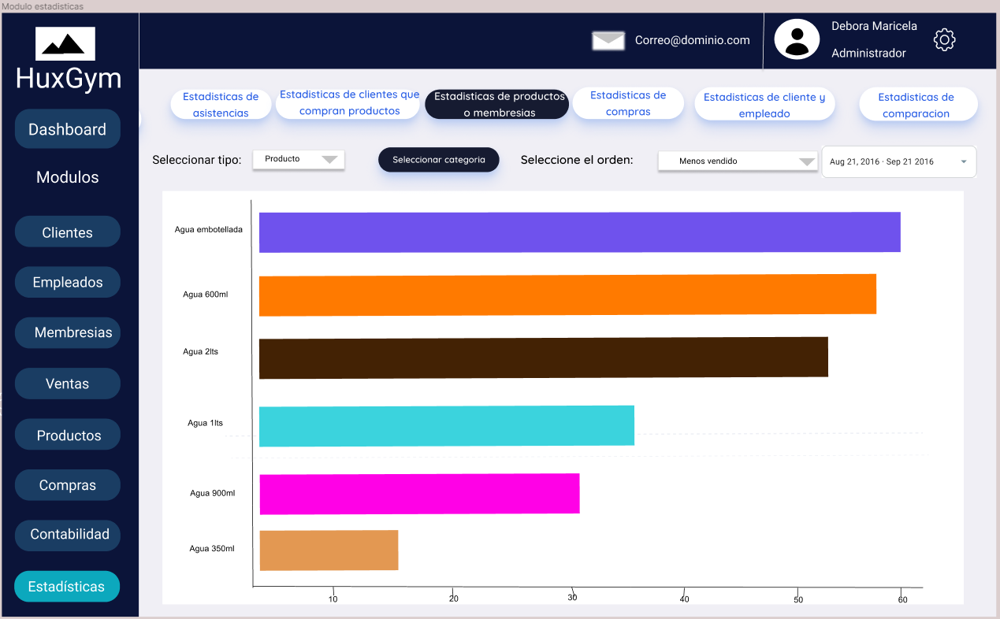 Modulo estadisticas
HuxGym
Correo@dominio.com
Debora Maricela
Administrador
Dashboard
Modulos
Clientes
Empleados
Membresias
Ventas
Productos
Compras
Contabilidad
Estadísticas
Estadisticas de
asistencias
Estadisticas de clientes que
compran productos
Estadisticas de productos
o membresias
Estadisticas de
compras
Estadisticas de cliente y
empleado
Estadisticas de
comparacion
Seleccionar tipo:
Producto
Seleccionar categoria
Seleccione el orden:
Menos vendido
Aug 21, 2016 · Sep 21 2016
Agua embotellada
Agua 600ml
Agua 2lts
Agua 1lts
Agua 900ml
Agua 350ml
10 20 30 40 50 60